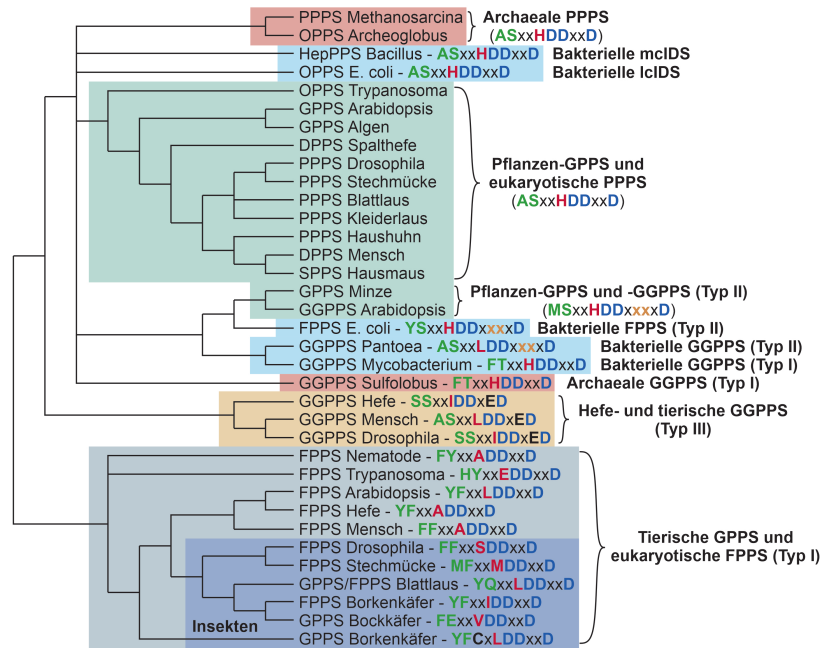 PPPS Methanosarcina
OPPS Archeoglobus
Archaeale PPPS
(ASxxHDDxxD)
HepPPS Bacillus - ASxxHDDxxD Bakterielle mcIDS
OPPS E. coli - ASxxHDDxxD Bakterielle lcIDS
OPPS Trypanosoma
GPPS Arabidopsis
GPPS Algen
DPPS Spalthefe
PPPS Drosophila
PPPS Stechmücke
PPPS Blattlaus
PPPS Kleiderlaus
PPPS Haushuhn
DPPS Mensch
SPPS Hausmaus
Pflanzen-GPPS und
eukaryotische PPPS
(ASxxHDDxxD)
GPPS Minze
GGPPS Arabidopsis
Pflanzen-GPPS und -GGPPS (Typ II)
(MSxxHDDxxxxD)
FPPS E. coli - YSxxHDDxxxxD Bakterielle FPPS (Typ II)
GGPPS Pantoea - ASxxLDDxxxxD Bakterielle GGPPS (Typ II)
GGPPS Mycobacterium - FTxxHDDxxD Bakterielle GGPPS (Typ I)
GGPPS Sulfolobus - FTxxHDDxxD Archaeale GGPPS (Typ I)
GGPPS Hefe - SSxxIDDxED
GGPPS Mensch - ASxxLDDxED
GGPPS Drosophila - SSxxIDDxED
Hefe- und tierische GGPPS
(Typ III)
FPPS Nematode - FYxxADDxxD
FPPS Trypanosoma - HYxxEDDxxD
FPPS Arabidopsis - YFxxLDDxxD
FPPS Hefe - YFxxADDxxD
FPPS Mensch - FFxxADDxxD
FPPS Drosophila - FFxxSDDxxD
FPPS Stechmücke - MFxxMDDxxD
GPPS/FPPS Blattlaus - YQxxLDDxxD
FPPS Borkenkäfer - YFxxIDDxxD
GPPS Bockkäfer - FExxVDDxxD
GPPS Borkenkäfer - YFCxLDDxxD
Insekten
Tierische GPPS und
eukaryotische FPPS (Typ I)